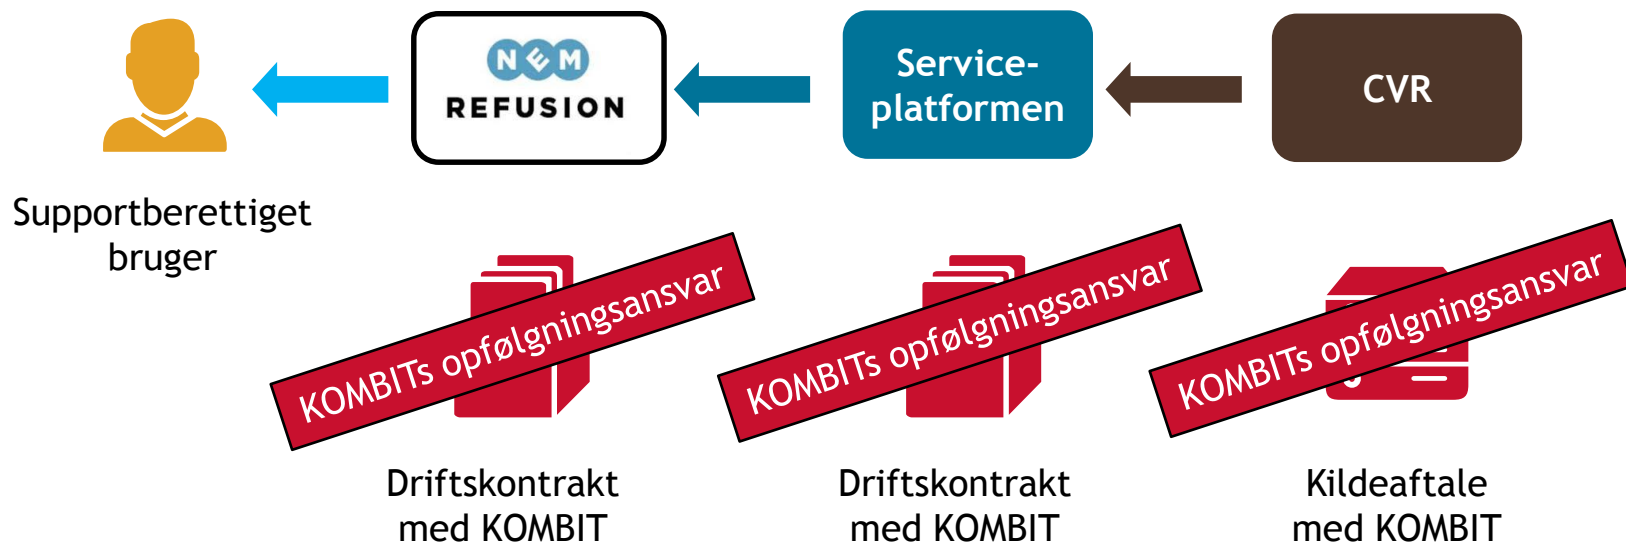 NEM
REFUSION
Service-
platformen
CVR
Supportberettiget
bruger
KOMBITs opfølgningsansvar
KOMBITs opfølgningsansvar
KOMBITs opfølgningsansvar
Driftskontrakt
med KOMBIT
Driftskontrakt
med KOMBIT
Kildeaftale
med KOMBIT